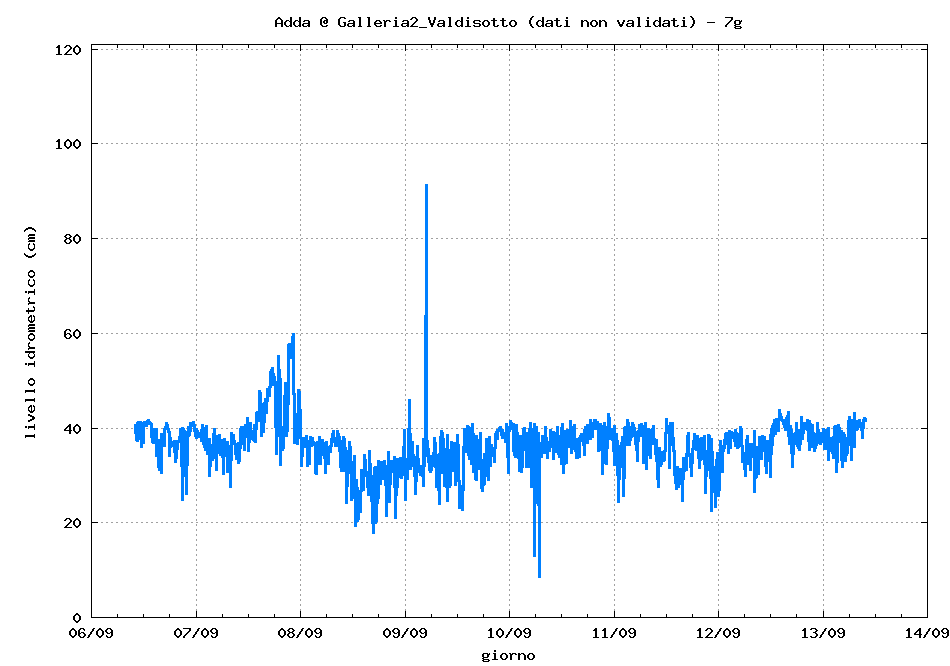 Adda @ Galleria2_Valdisotto (dati non validati) - 7g
120
100
80
60
40
20
0
livello idrometrico (cm)
06/09 07/09 08/09 09/09 10/09 11/09 12/09 13/09 14/09
giorno